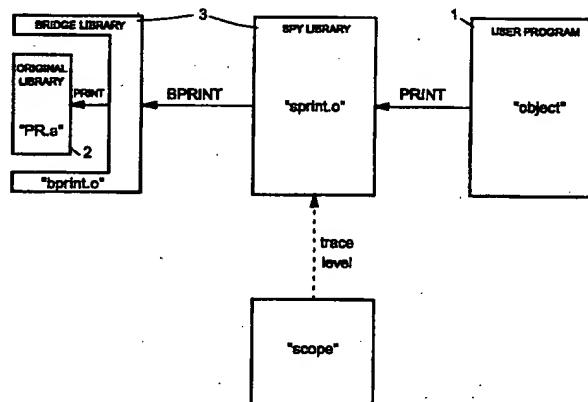 BRIDGE LIBRARY
3
SPY LIBRARY
1
USER PROGRAM
ORIGINAL
LIBRARY
PRINT
"PR.a"
2
BPRINT
"sprint.o"
PRINT
"object"
"bprint.o"
trace
level
"scope"